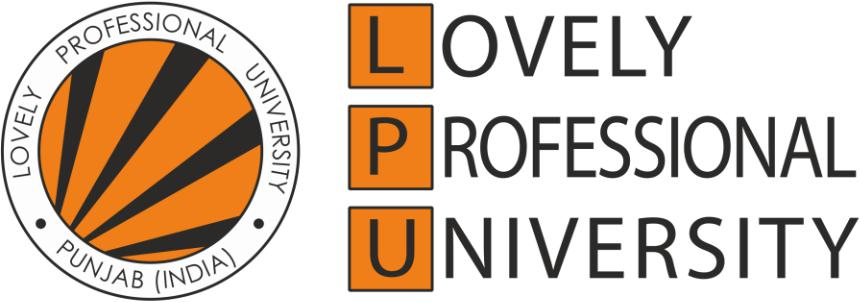 LOVELY PROFESSIONAL UNIVERSITY
PUNJAB (INDIA)
LOVELY
PROFESSIONAL
UNIVERSITY